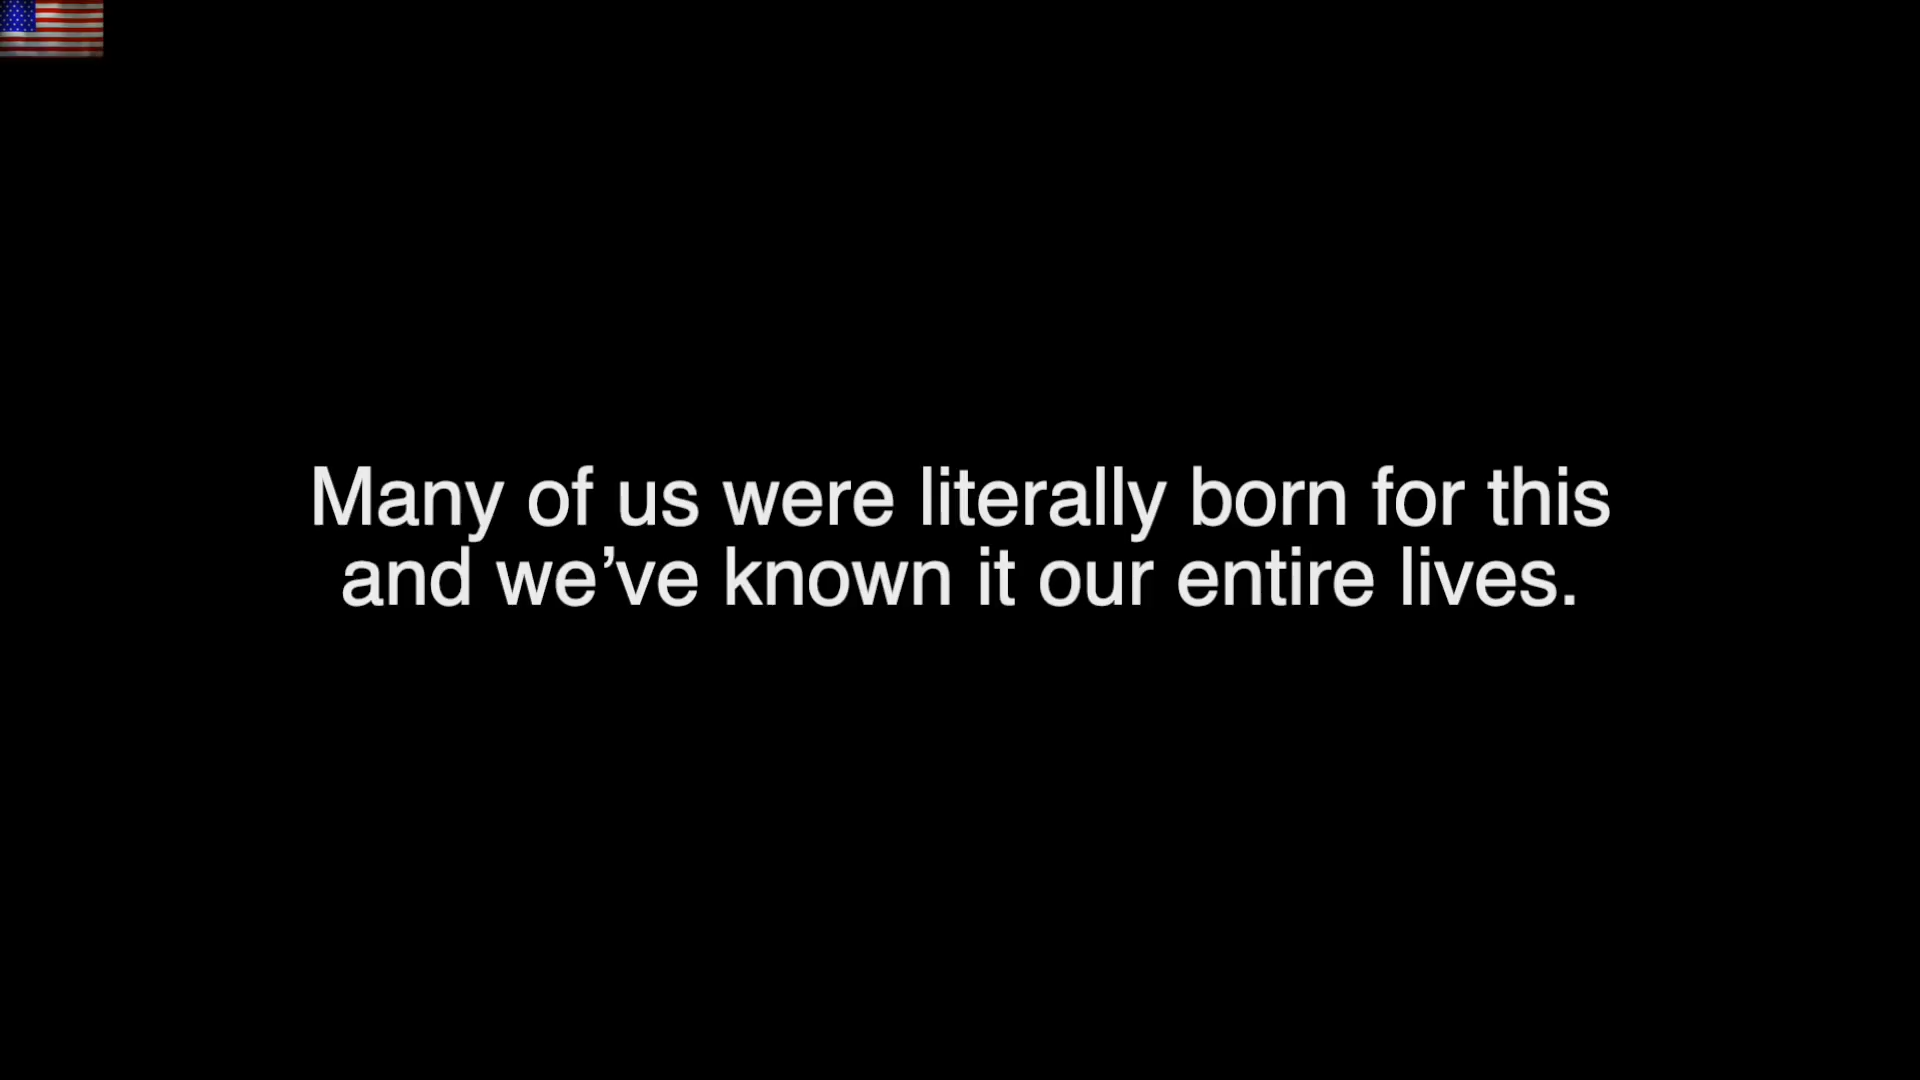 Many of us were literally born for this
and we’ve known it our entire lives.